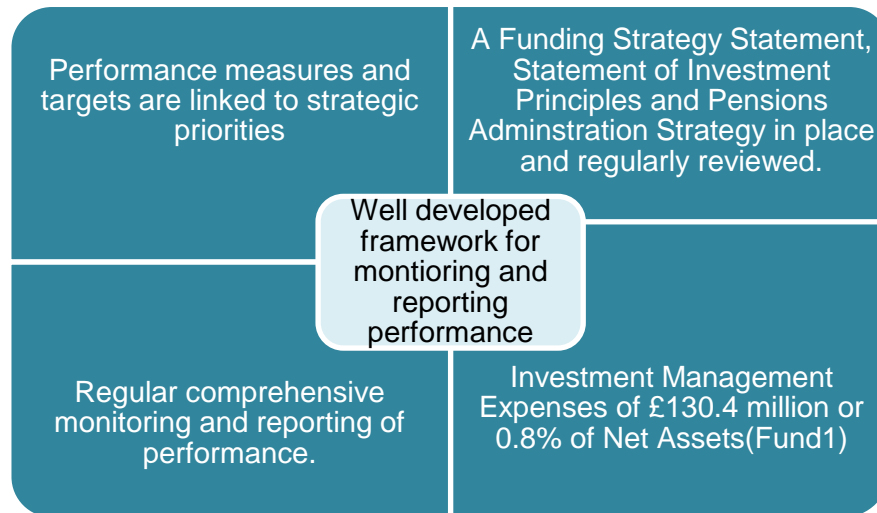 Performance measures and
targets are linked to strategic
priorities
A Funding Strategy Statement,
Statement of Investment
Principles and Pensions
Adminstration Strategy in place
and regularly reviewed.
Well developed
framework for
montioring and
reporting
performance
Regular comprehensive
monitoring and reporting of
performance.
Investment Management
Expenses of £130.4 million or
0.8% of Net Assets(Fund1)